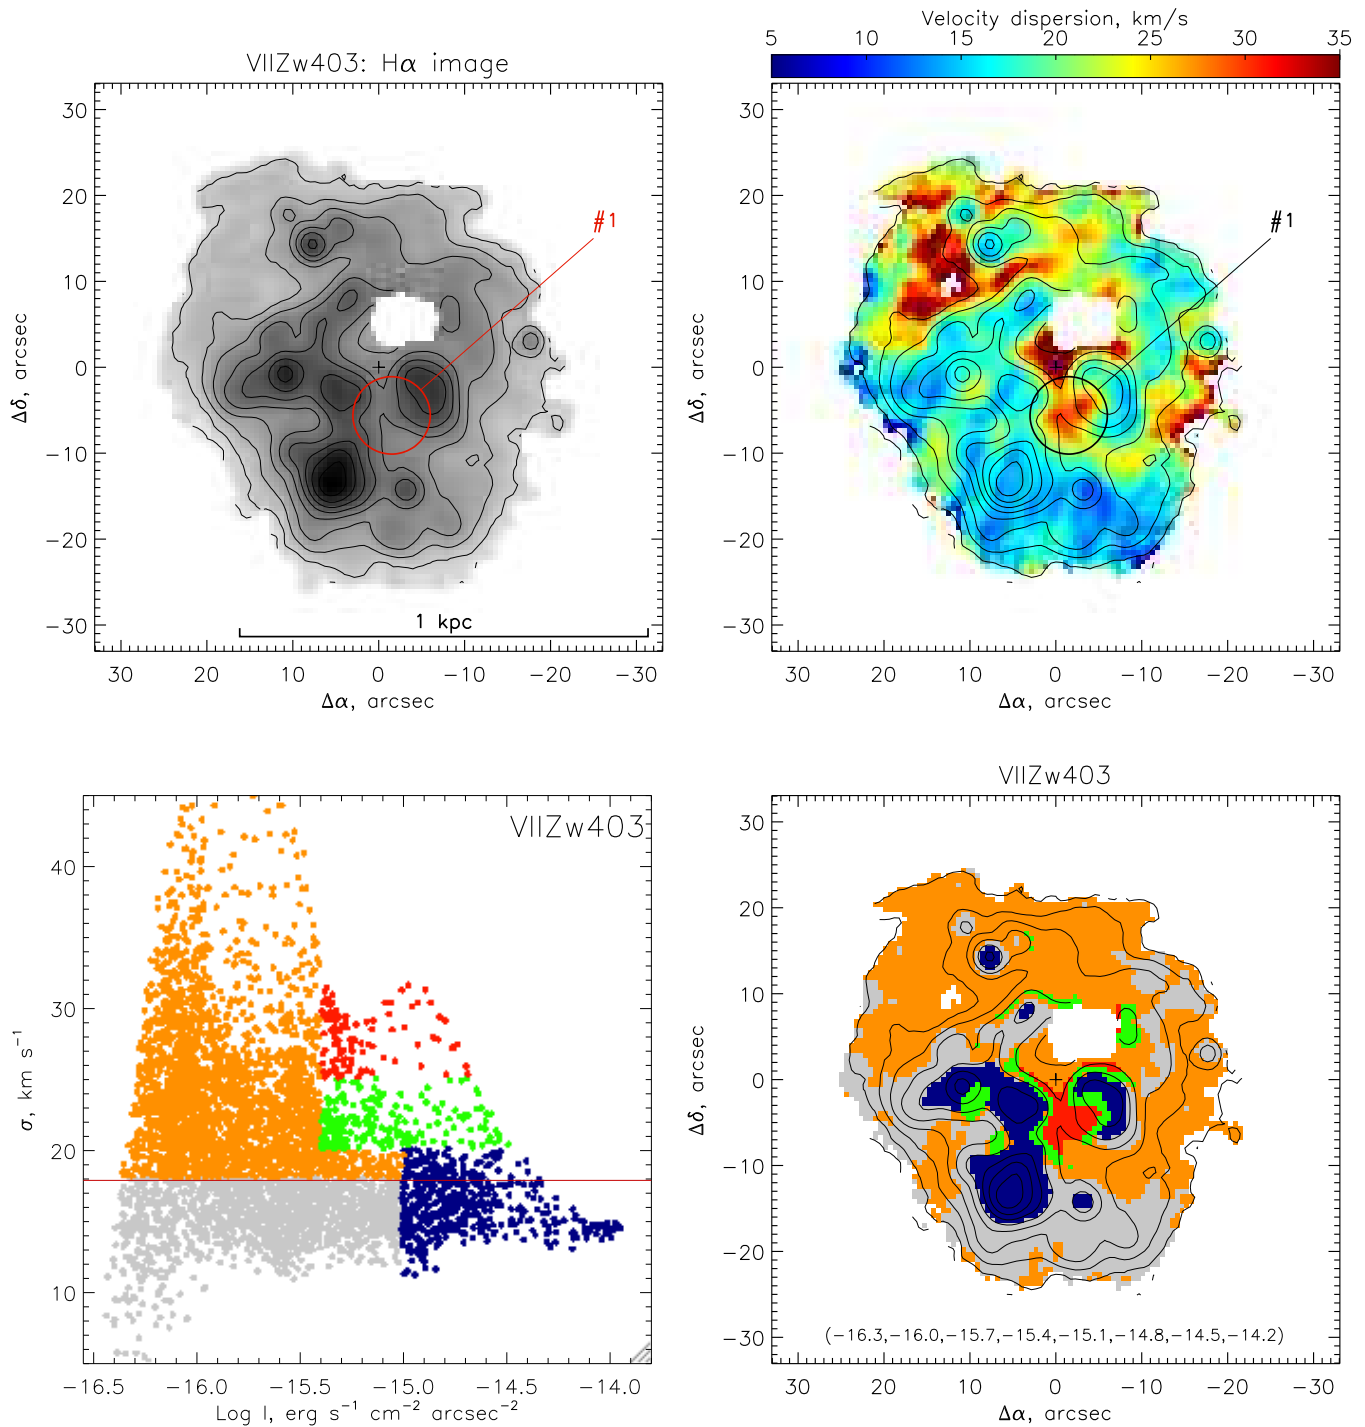 Velocity dispersion, km/s
5 10 15 20 25 30 35
VIIZw403: Hα image
30
20
10
0
−10
−20
−30
Δδ, arcsec
#1
1 kpc
30 20 10 0 −10 −20 −30
Δα, arcsec
30
20
10
0
−10
−20
−30
Δδ, arcsec
#1
30 20 10 0 −10 −20 −30
Δα, arcsec
VIIZw403
40
30
20
10
σ, km s⁻¹
−16.5 −16.0 −15.5 −15.0 −14.5 −14.0
Log I, erg s⁻¹ cm⁻² arcsec⁻²
VIIZw403
30
20
10
0
−10
−20
−30
Δδ, arcsec
(−16.3,−16.0,−15.7,−15.4,−15.1,−14.8,−14.5,−14.2)
30 20 10 0 −10 −20 −30
Δα, arcsec